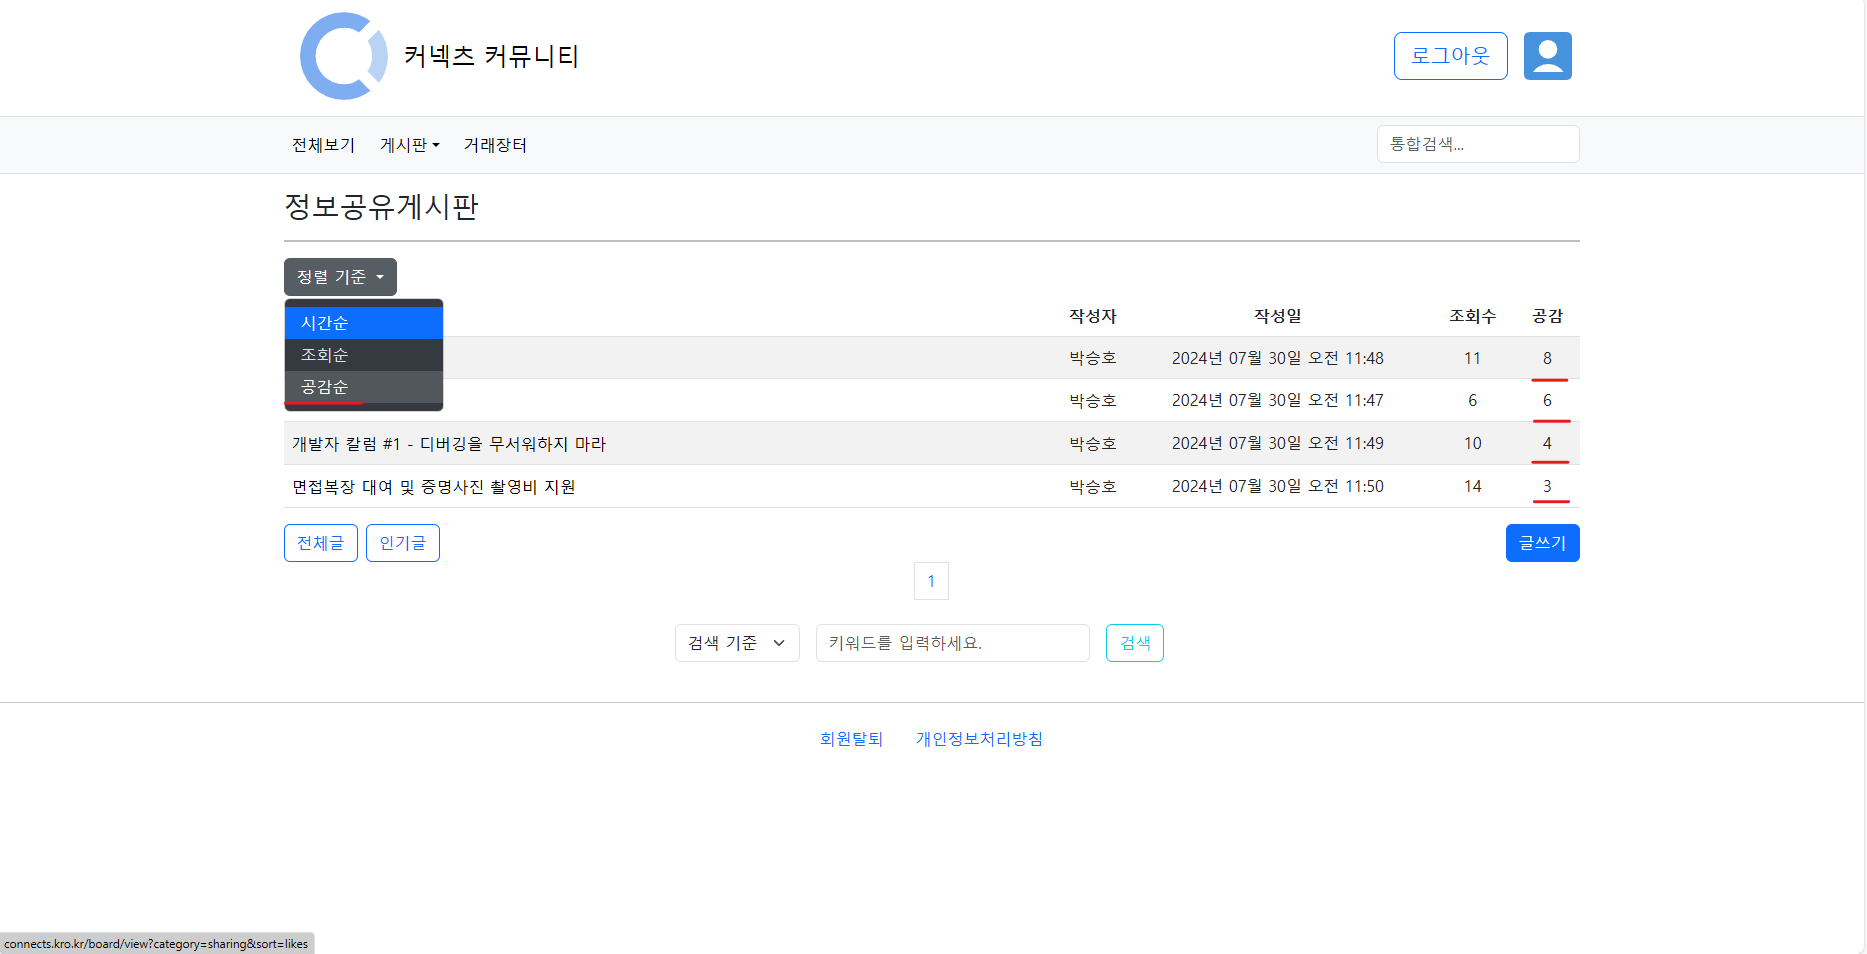 커넥츠 커뮤니티
로그아웃
전체보기 게시판 거래장터
통합검색...
정보공유게시판
정렬 기준
시간순
조회순
공감순
작성자 작성일 조회수 공감
박승호 2024년 07월 30일 오전 11:48 11 8
박승호 2024년 07월 30일 오전 11:47 6 6
개발자 칼럼 #1 - 디버깅을 무서워하지 마라 박승호 2024년 07월 30일 오전 11:49 10 4
면접복장 대여 및 증명사진 촬영비 지원 박승호 2024년 07월 30일 오전 11:50 14 3
전체글 인기글 글쓰기
1
검색 기준 키워드를 입력하세요. 검색
회원탈퇴 개인정보처리방침
connects.kro.kr/board/view?category=sharing&sort=likes